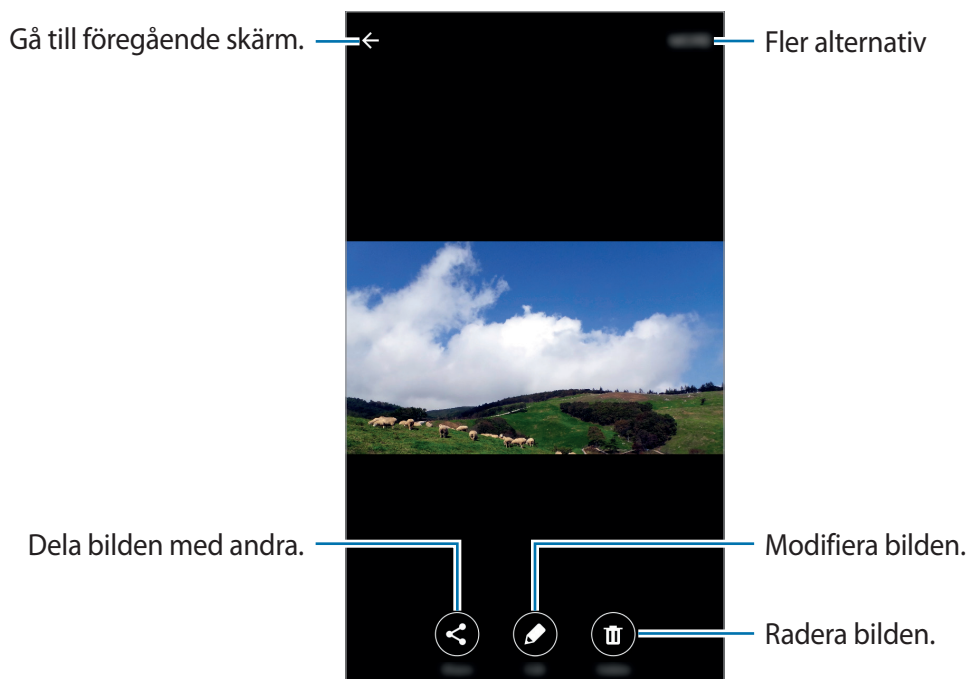 Gå till föregående skärm.
Fler alternativ
Dela bilden med andra.
Modifiera bilden.
Radera bilden.